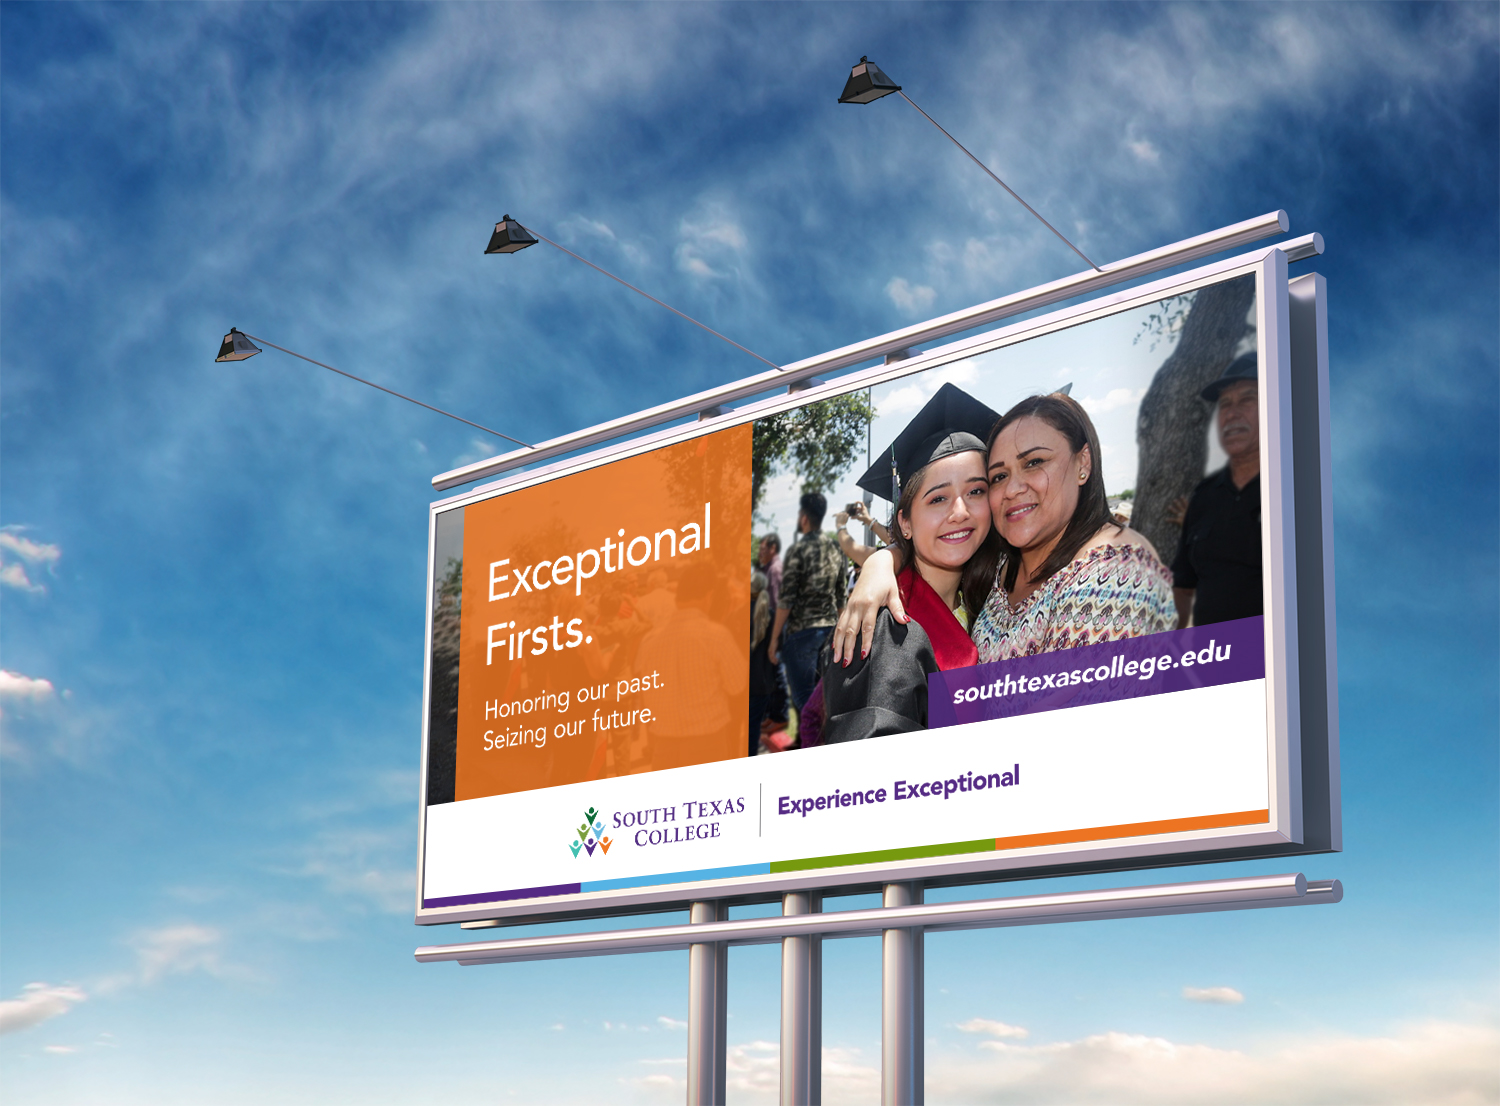 Exceptional
Firsts.
Honoring our past.
Seizing our future.
southtexascollege.edu
SOUTH TEXAS
COLLEGE
Experience Exceptional